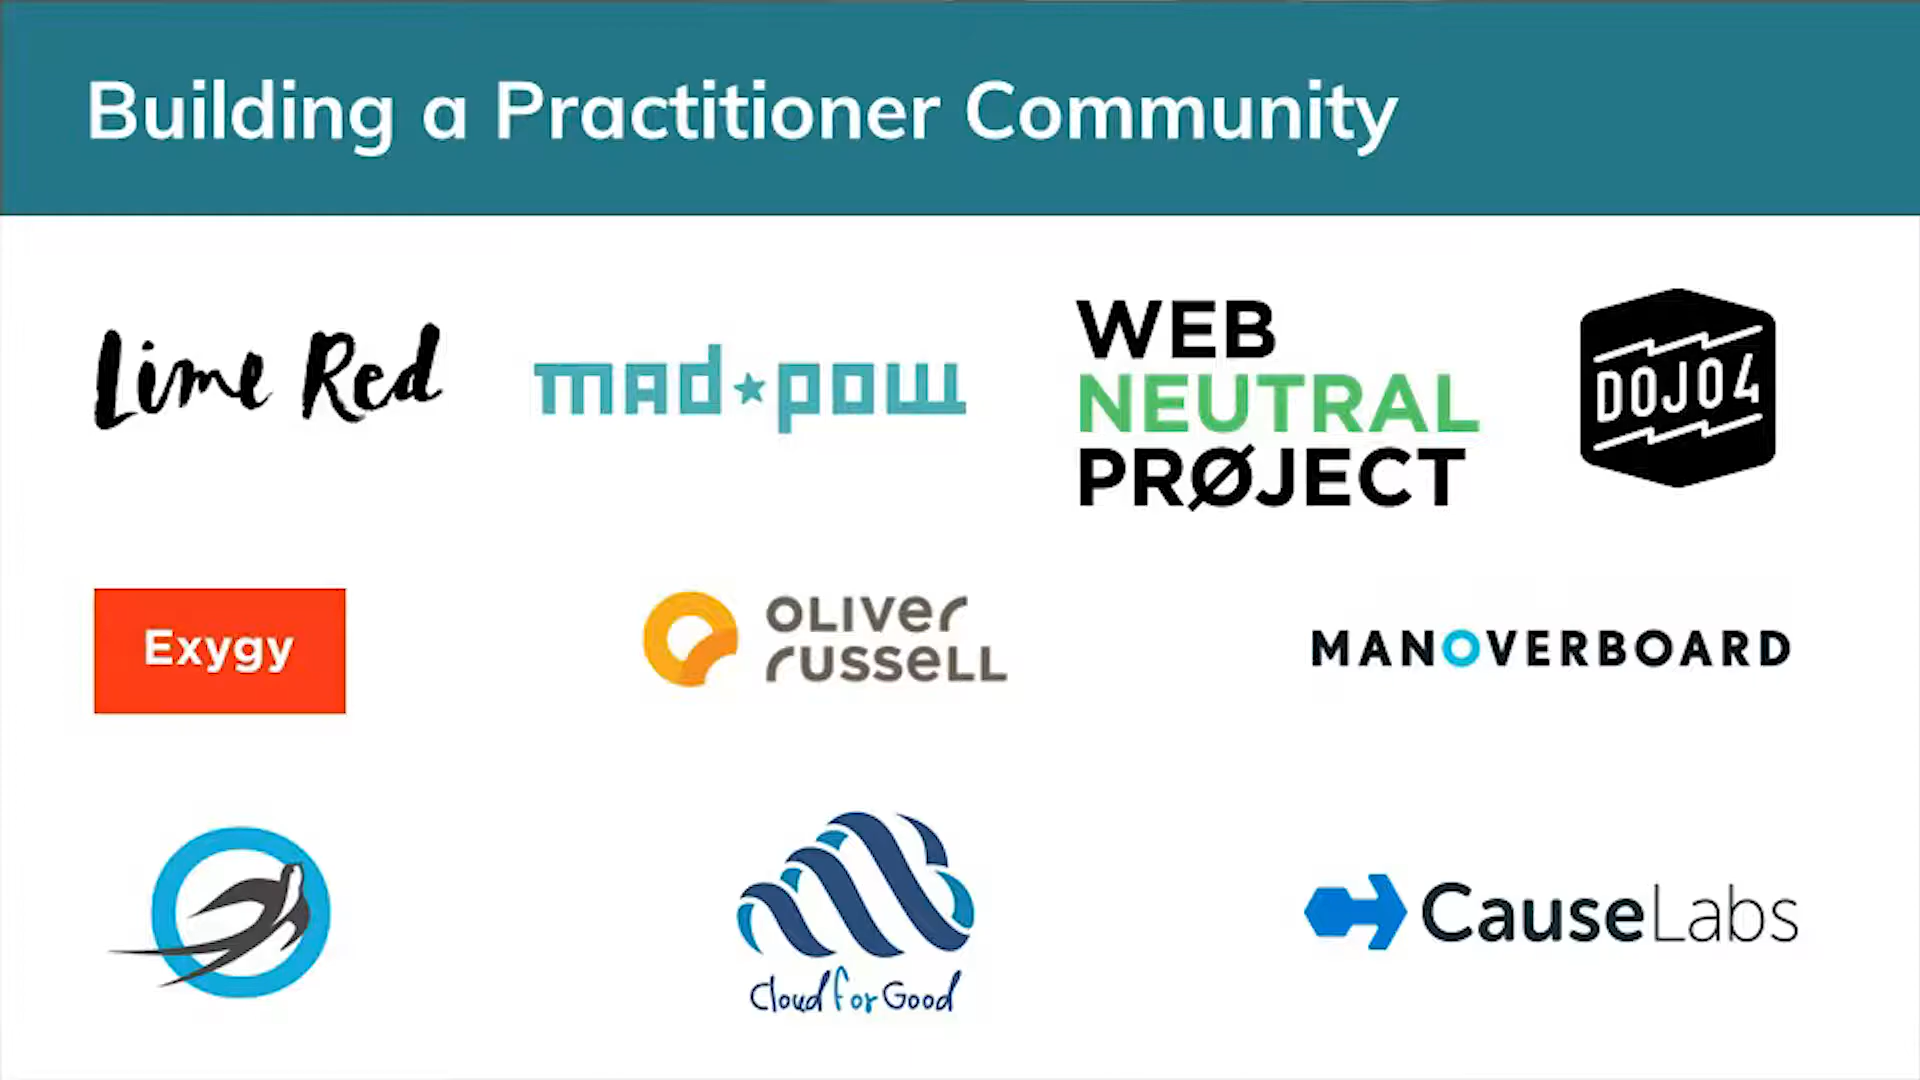 Building a Practitioner Community
Lime Red
mad★pow
WEB
NEUTRAL
PRØJECT
DOJO4
Exygy
OLIVer
russeLL
MANOVERBOARD
Cloud for Good
CauseLabs